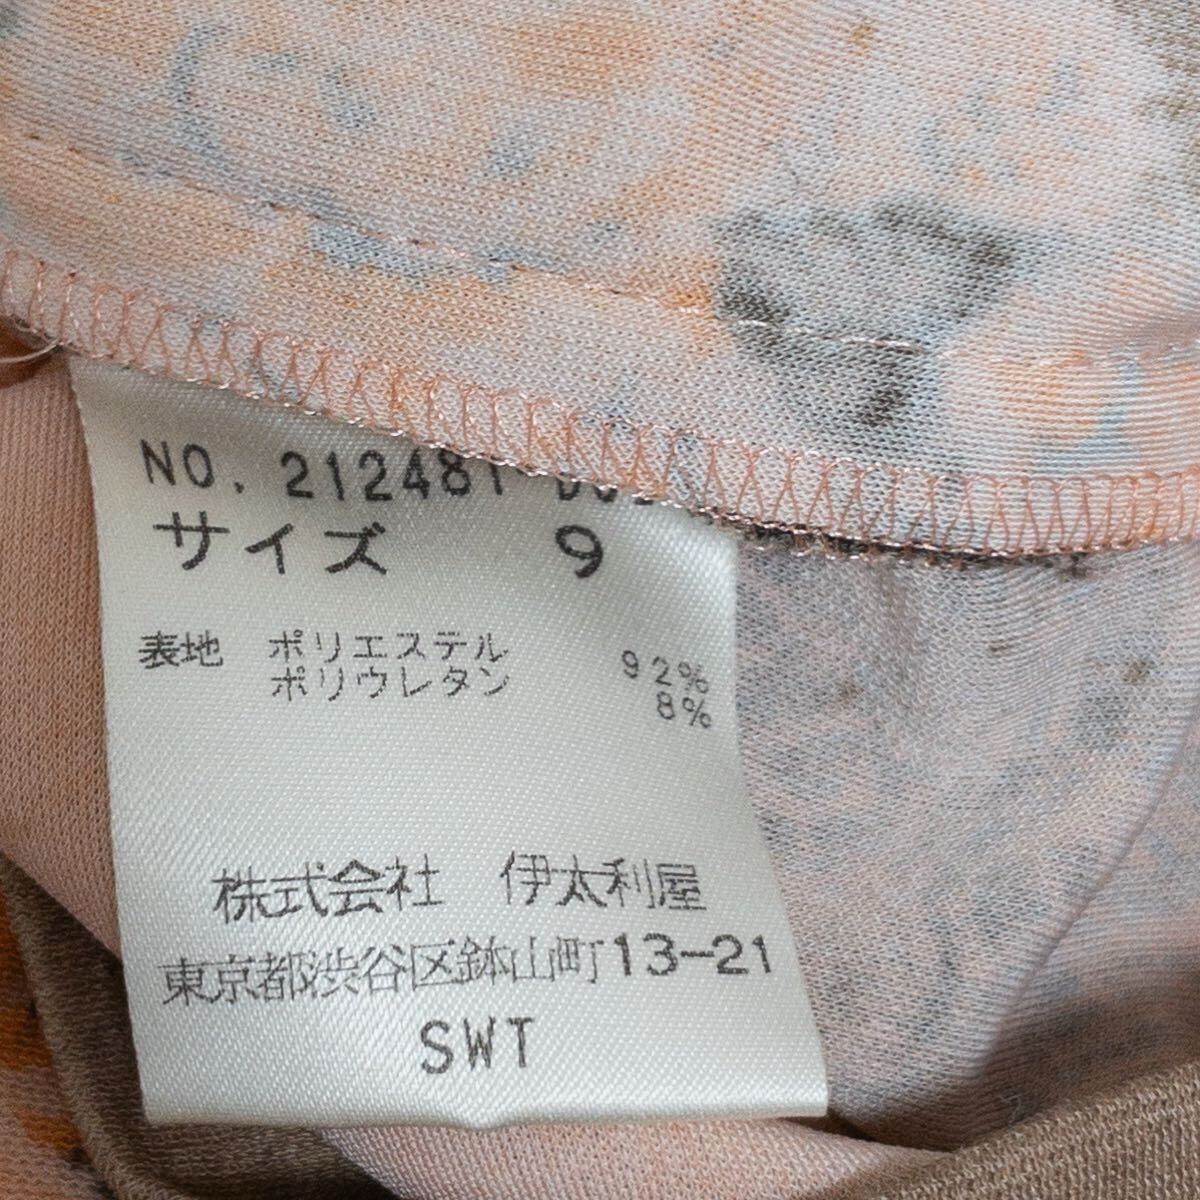 NO. 212481
サイズ 9
表地 ポリエステル 92%
ポリウレタン 8%
株式会社 伊太利屋
東京都渋谷区鉢山町13-21
SWT